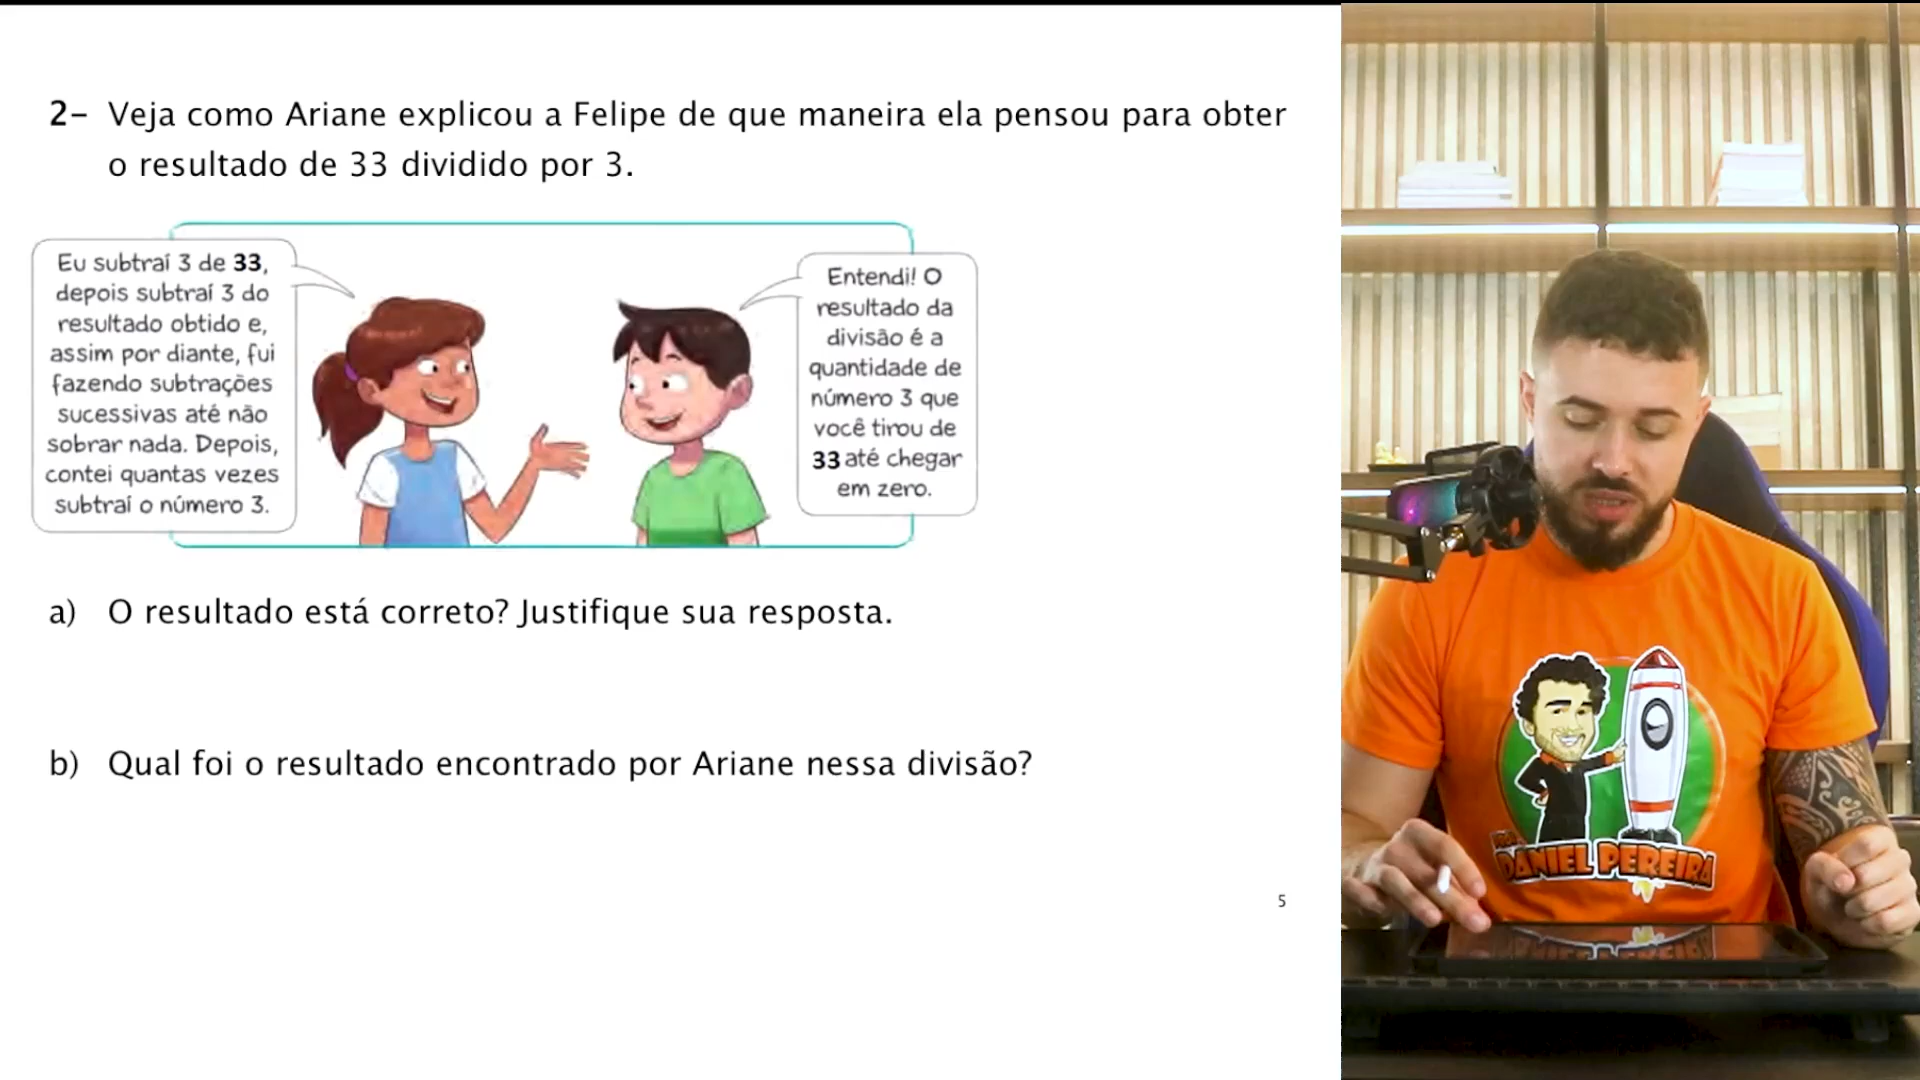 2- Veja como Ariane explicou a Felipe de que maneira ela pensou para obter
o resultado de 33 dividido por 3.
Eu subtraí 3 de 33,
depois subtraí 3 do
resultado obtido e,
assim por diante, fui
fazendo subtrações
sucessivas até não
sobrar nada. Depois,
contei quantas vezes
subtraí o número 3.
Entendi! O
resultado da
divisão é a
quantidade de
número 3 que
você tirou de
33 até chegar
em zero.
a) O resultado está correto? Justifique sua resposta.
b) Qual foi o resultado encontrado por Ariane nessa divisão?
5
DANIEL PEREIRA